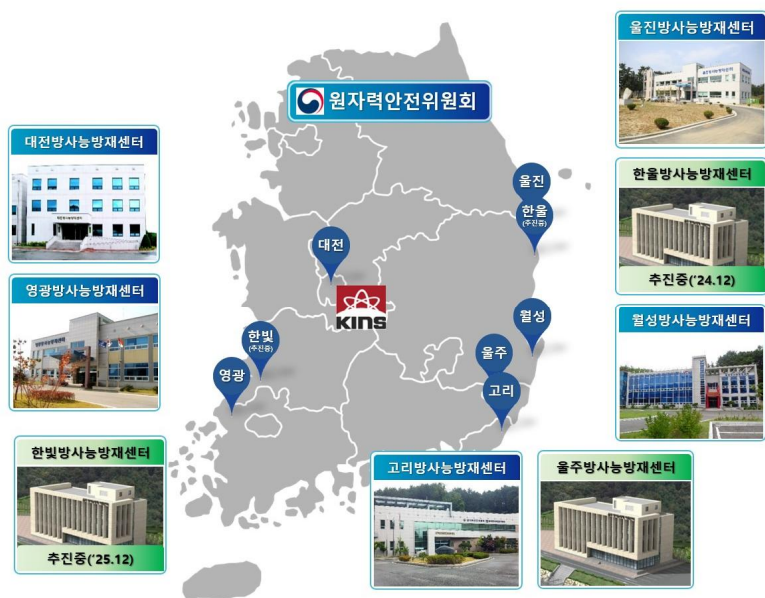 원자력안전위원회
대전방사능방재센터
영광방사능방재센터
한빛방사능방재센터
추진중('25.12)
울진방사능방재센터
한울방사능방재센터
추진중('24.12)
월성방사능방재센터
고리방사능방재센터
울주방사능방재센터
울진
한울
(추진중)
대전
KINS
한빛
(추진중)
영광
월성
울주
고리